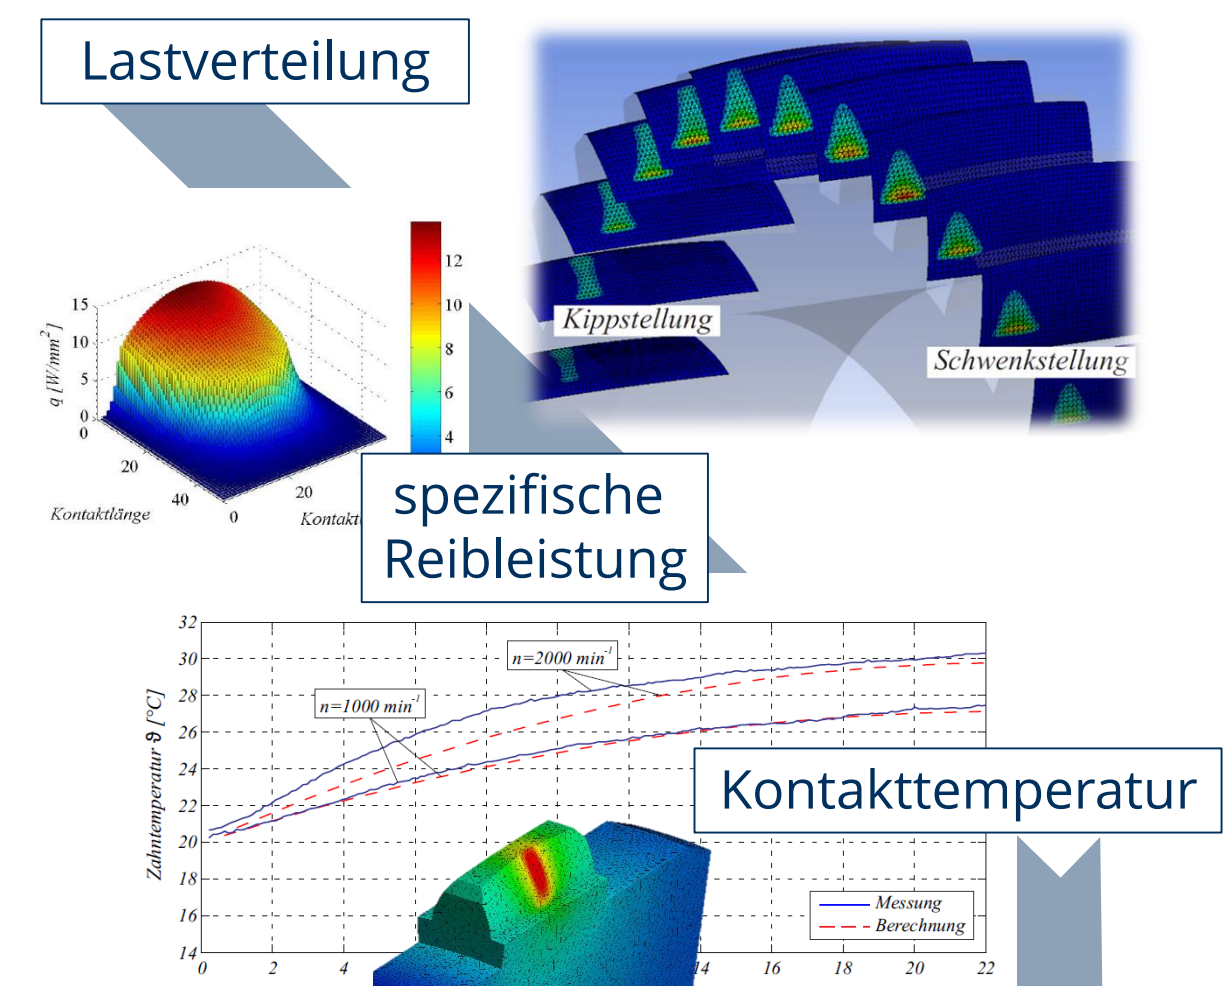 Lastverteilung
Kippstellung
Schwenkstellung
12
10
8
6
4
15
10
5
0
q [W/mm²]
0
20
40
Kontaktlänge
0
20
spezifische
Reibleistung
32
30
28
26
24
22
20
18
16
14
Zahntemperatur ϑ [°C]
n=2000 min⁻¹
n=1000 min⁻¹
Kontakttemperatur
Messung
Berechnung
0
2
4
14
16
18
20
22